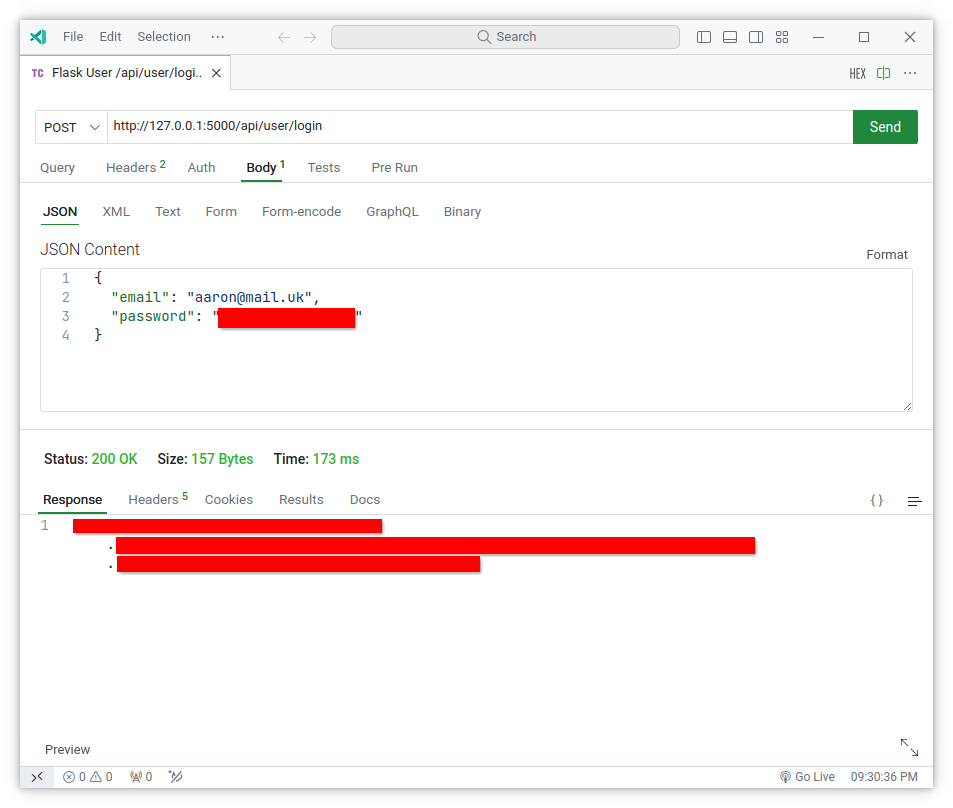 File Edit Selection ··· Search
TC Flask User /api/user/logi.. HEX ···
POST http://127.0.0.1:5000/api/user/login Send
Query Headers 2 Auth Body 1 Tests Pre Run
JSON XML Text Form Form-encode GraphQL Binary
JSON Content
Format
1 {
2 "email": "aaron@mail.uk",
3 "password": " "
4 }
Status: 200 OK Size: 157 Bytes Time: 173 ms
Response Headers 5 Cookies Results Docs { }
1
.
.
Preview
0 0 0 Go Live 09:30:36 PM